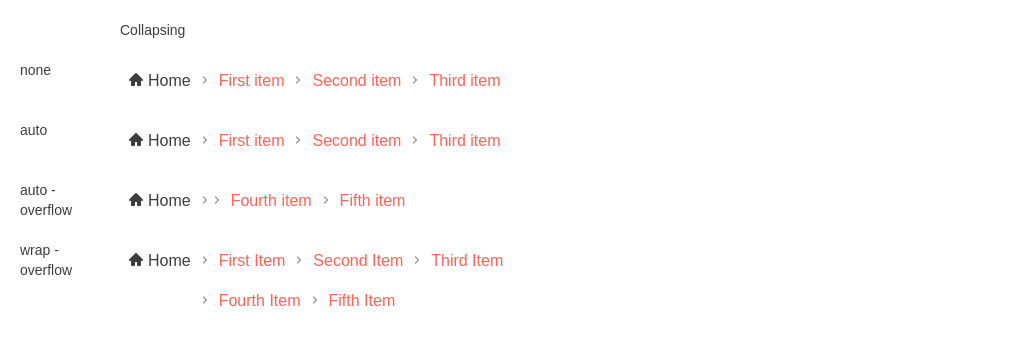 Collapsing
none
Home > First item > Second item > Third item
auto
Home > First item > Second item > Third item
auto -
overflow
Home > > Fourth item > Fifth item
wrap -
overflow
Home > First Item > Second Item > Third Item
> Fourth Item > Fifth Item